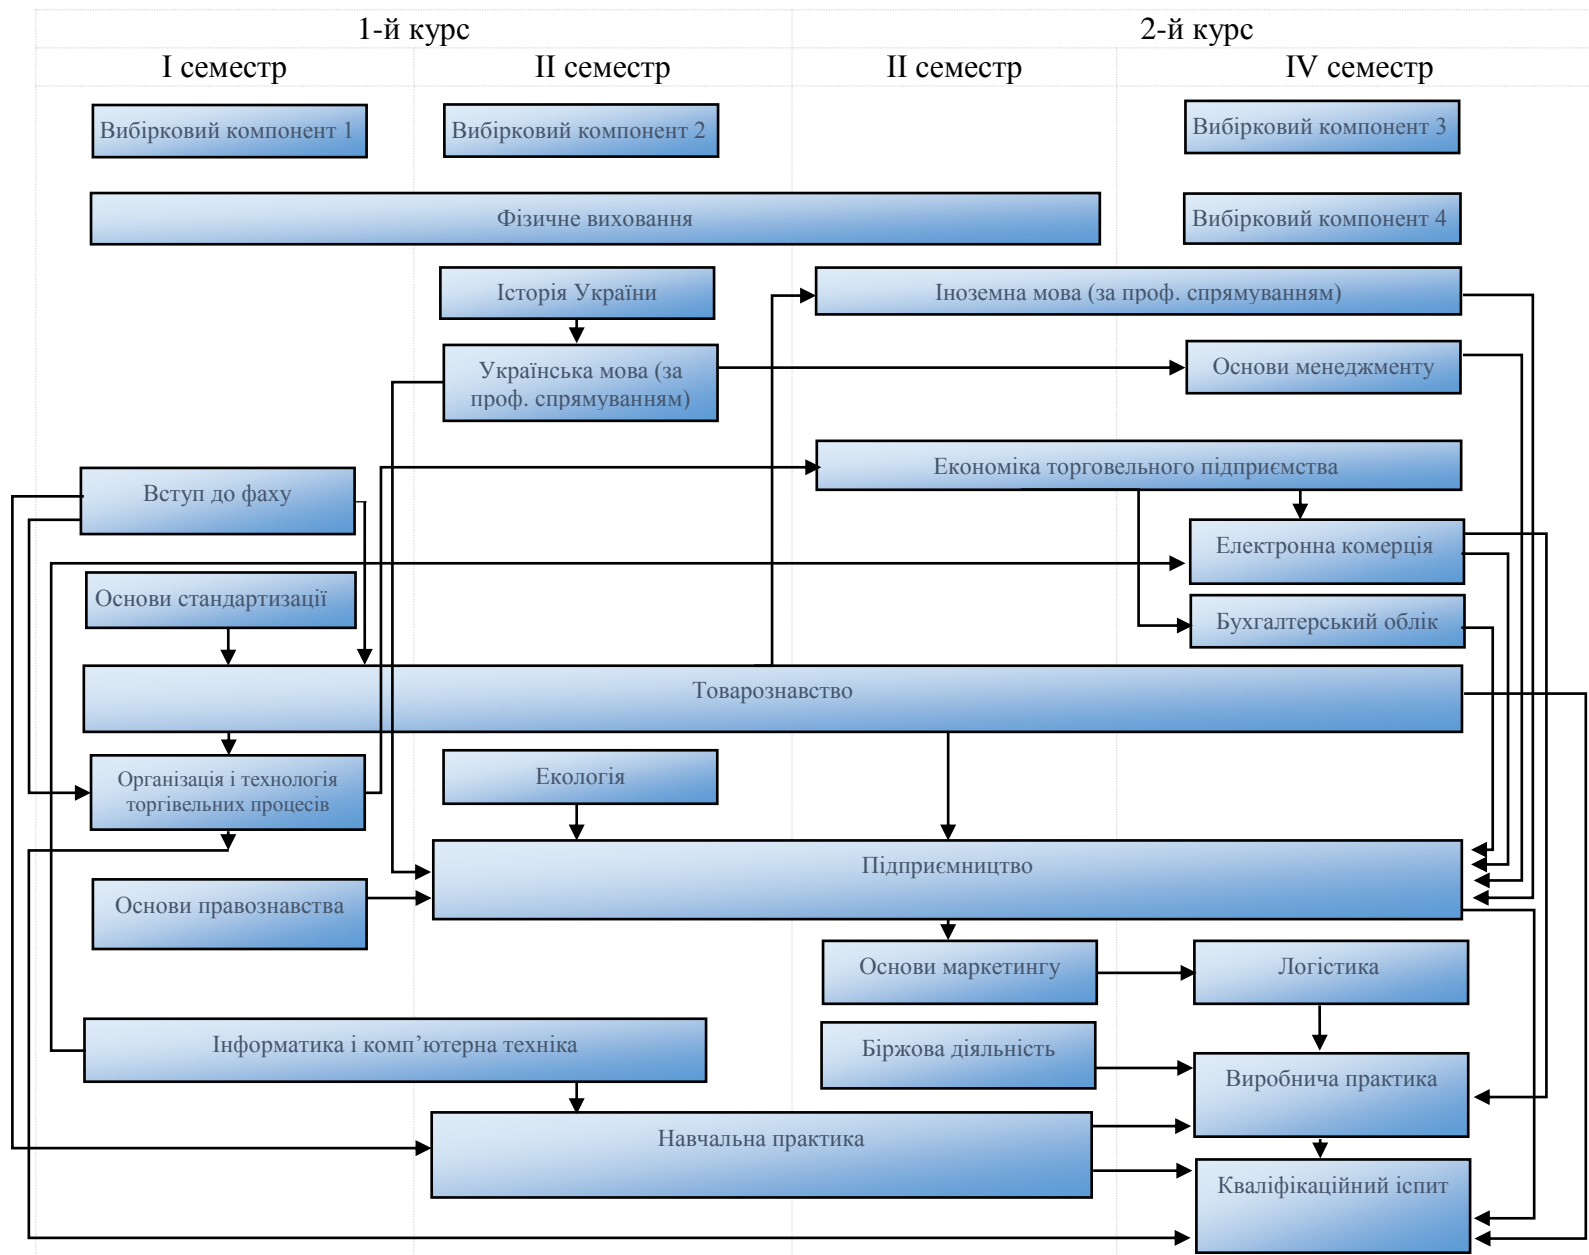 1-й курс
2-й курс
І семестр
ІІ семестр
ІІ семестр
IV семестр
Вибірковий компонент 1
Вибірковий компонент 2
Вибірковий компонент 3
Фізичне виховання
Вибірковий компонент 4
Історія України
Іноземна мова (за проф. спрямуванням)
Українська мова (за
проф. спрямуванням)
Основи менеджменту
Економіка торговельного підприємства
Вступ до фаху
Електронна комерція
Основи стандартизації
Бухгалтерський облік
Товарознавство
Організація і технологія
торгівельних процесів
Екологія
Підприємництво
Основи правознавства
Основи маркетингу
Логістика
Інформатика і комп’ютерна техніка
Біржова діяльність
Виробнича практика
Навчальна практика
Кваліфікаційний іспит